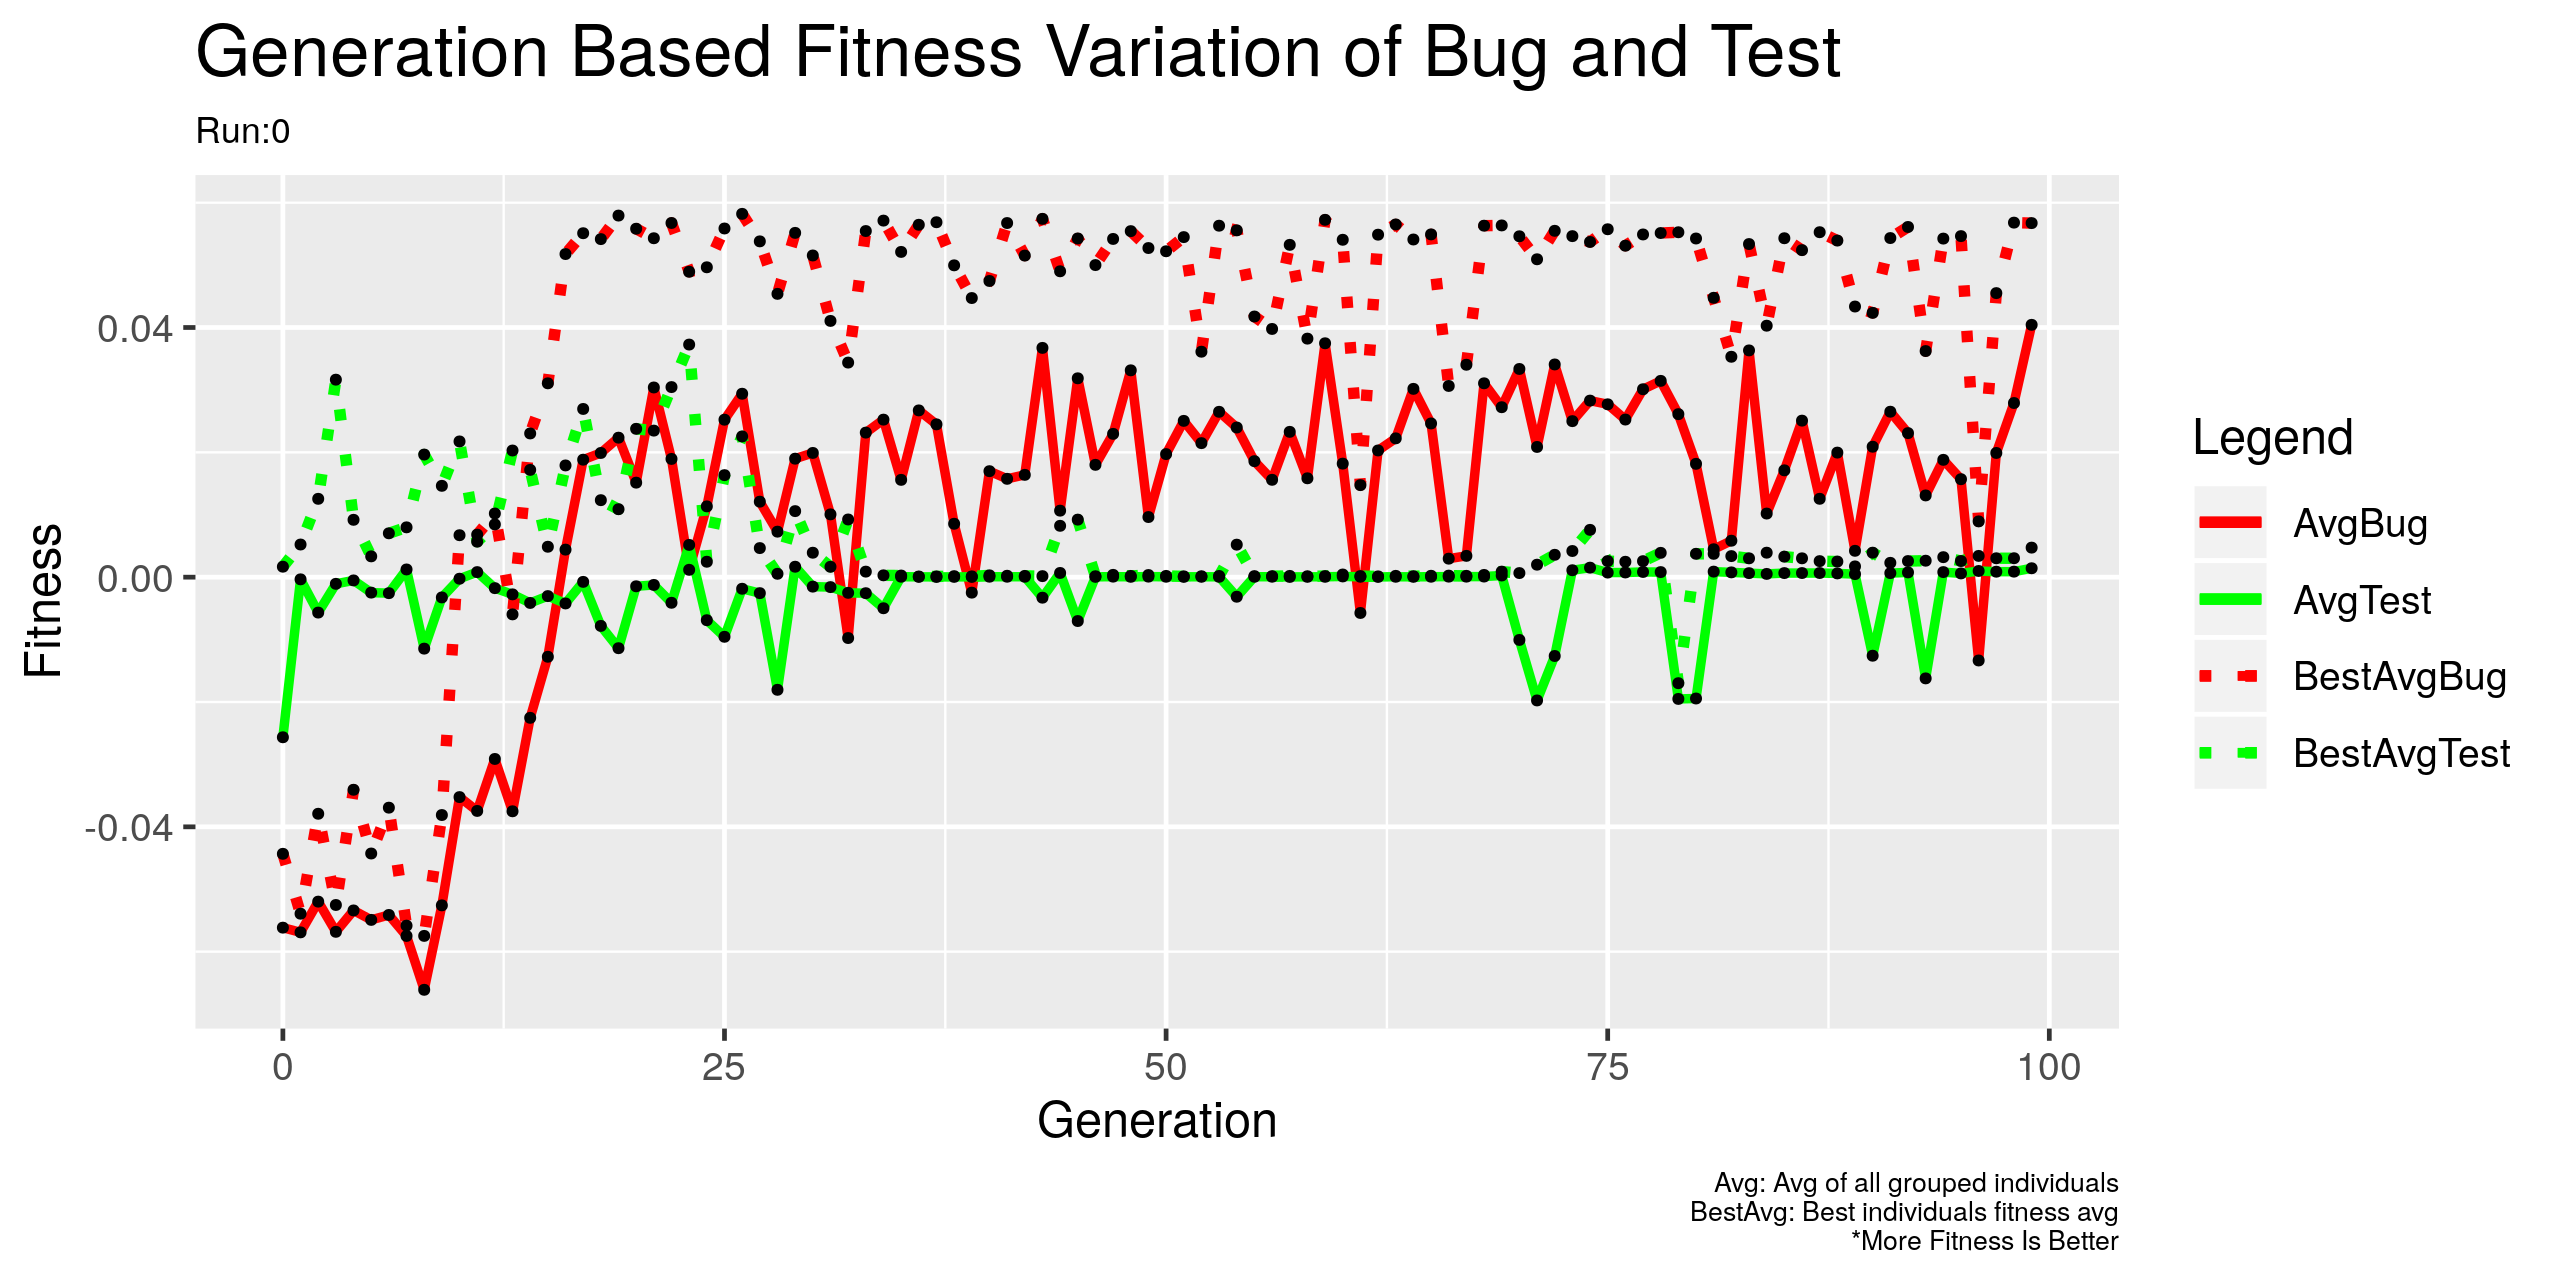 Generation Based Fitness Variation of Bug and Test
Run:0
Fitness
0.04
0.00
-0.04
0
25
50
75
100
Generation
Legend
AvgBug
AvgTest
BestAvgBug
BestAvgTest
Avg: Avg of all grouped individuals
BestAvg: Best individuals fitness avg
*More Fitness Is Better